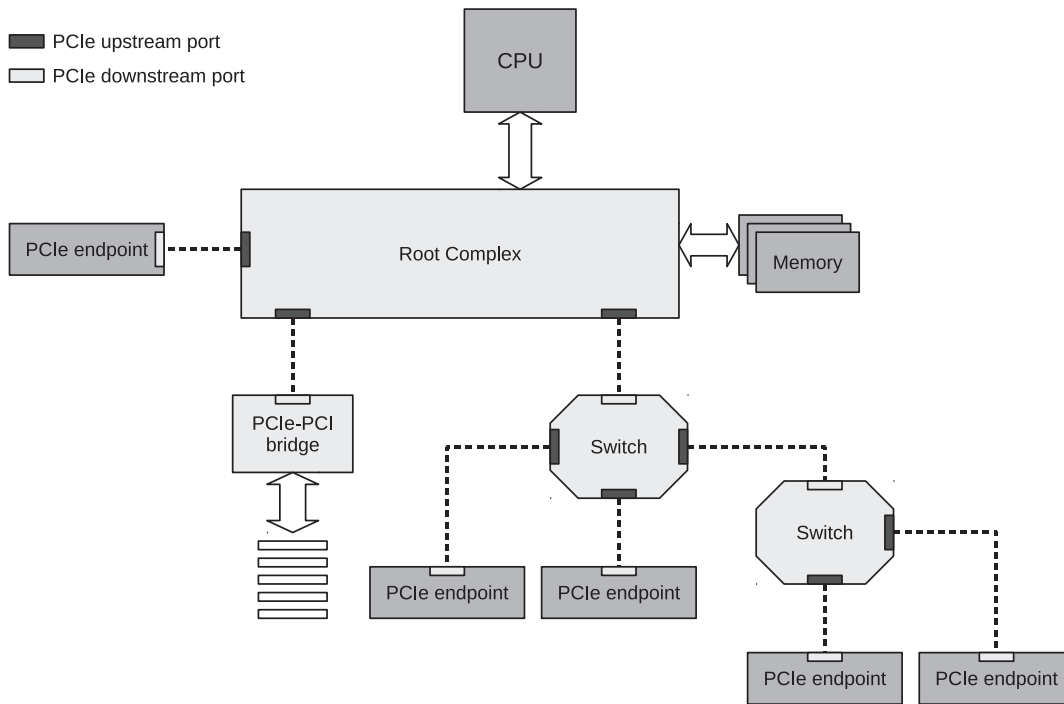 PCIe upstream port
PCIe downstream port
CPU
PCIe endpoint
Root Complex
Memory
PCIe-PCI
bridge
Switch
Switch
PCIe endpoint
PCIe endpoint
PCIe endpoint
PCIe endpoint